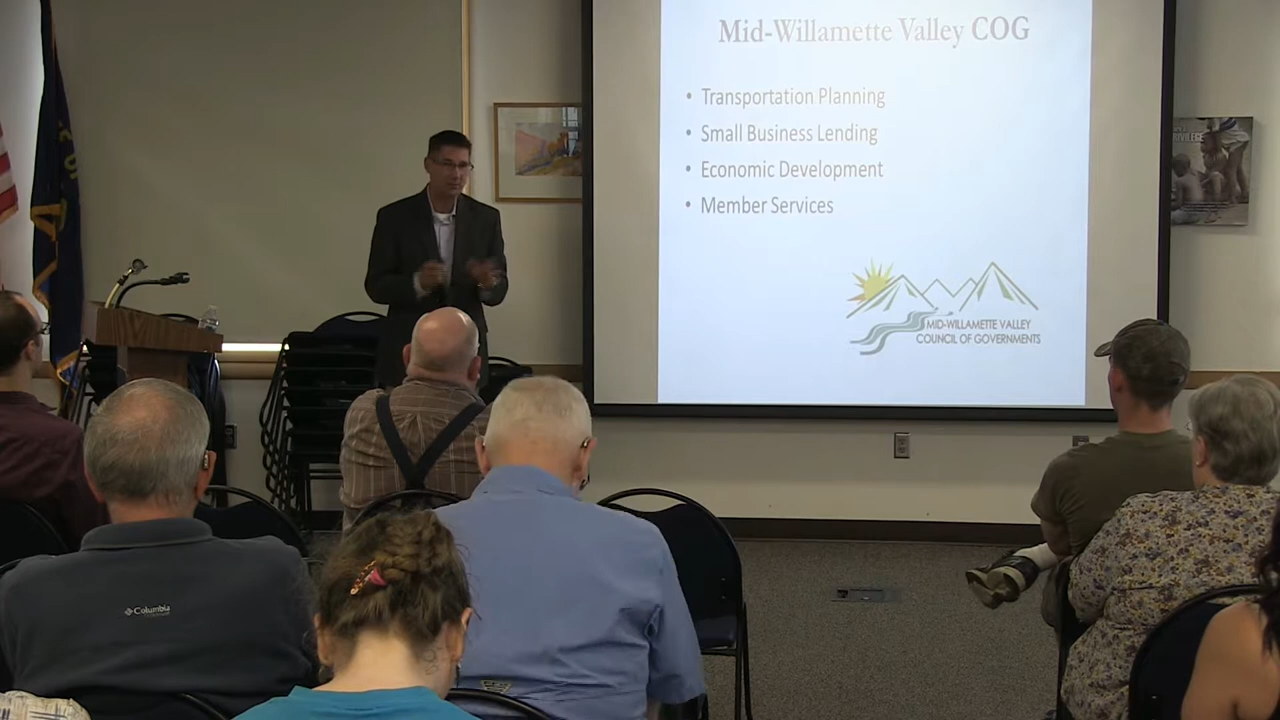 Mid-Willamette Valley COG
• Transportation Planning
• Small Business Lending
• Economic Development
• Member Services
MID-WILLAMETTE VALLEY
COUNCIL OF GOVERNMENTS
Columbia